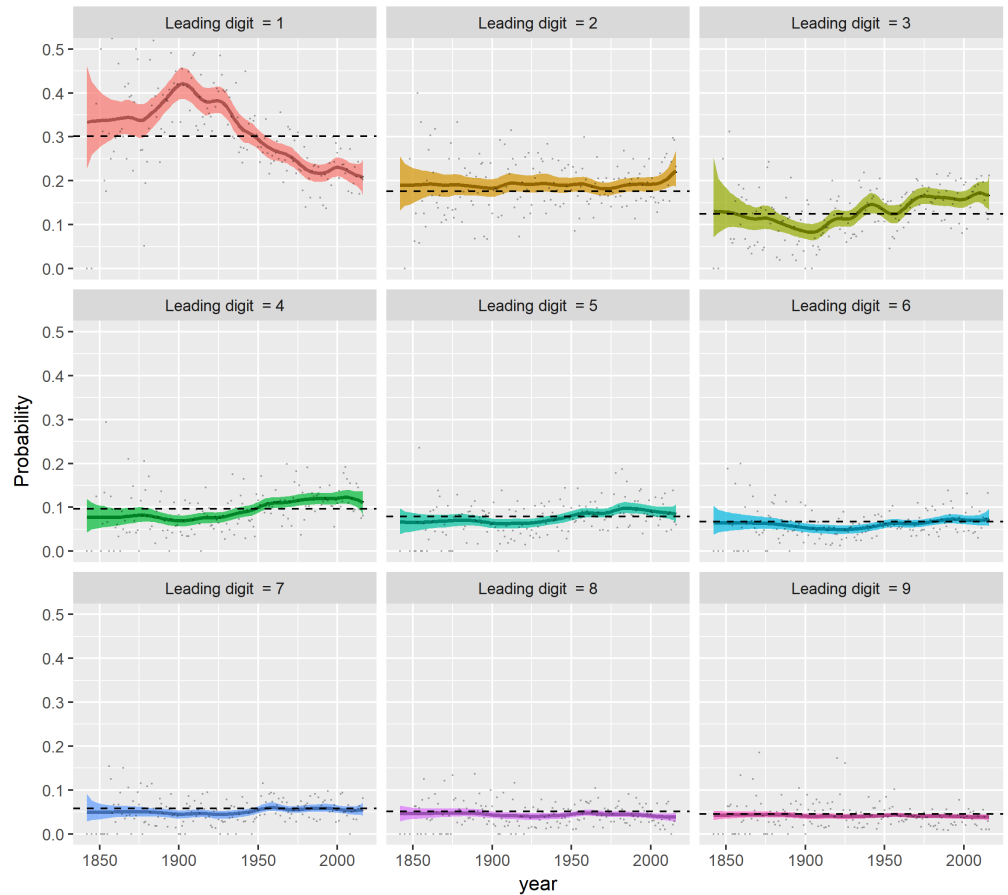 Leading digit = 1
Leading digit = 2
Leading digit = 3
0.5
0.4
0.3
0.2
0.1
0.0
Leading digit = 4
Leading digit = 5
Leading digit = 6
0.5
0.4
0.3
0.2
0.1
0.0
Probability
Leading digit = 7
Leading digit = 8
Leading digit = 9
0.5
0.4
0.3
0.2
0.1
0.0
1850 1900 1950 2000 1850 1900 1950 2000 1850 1900 1950 2000
year